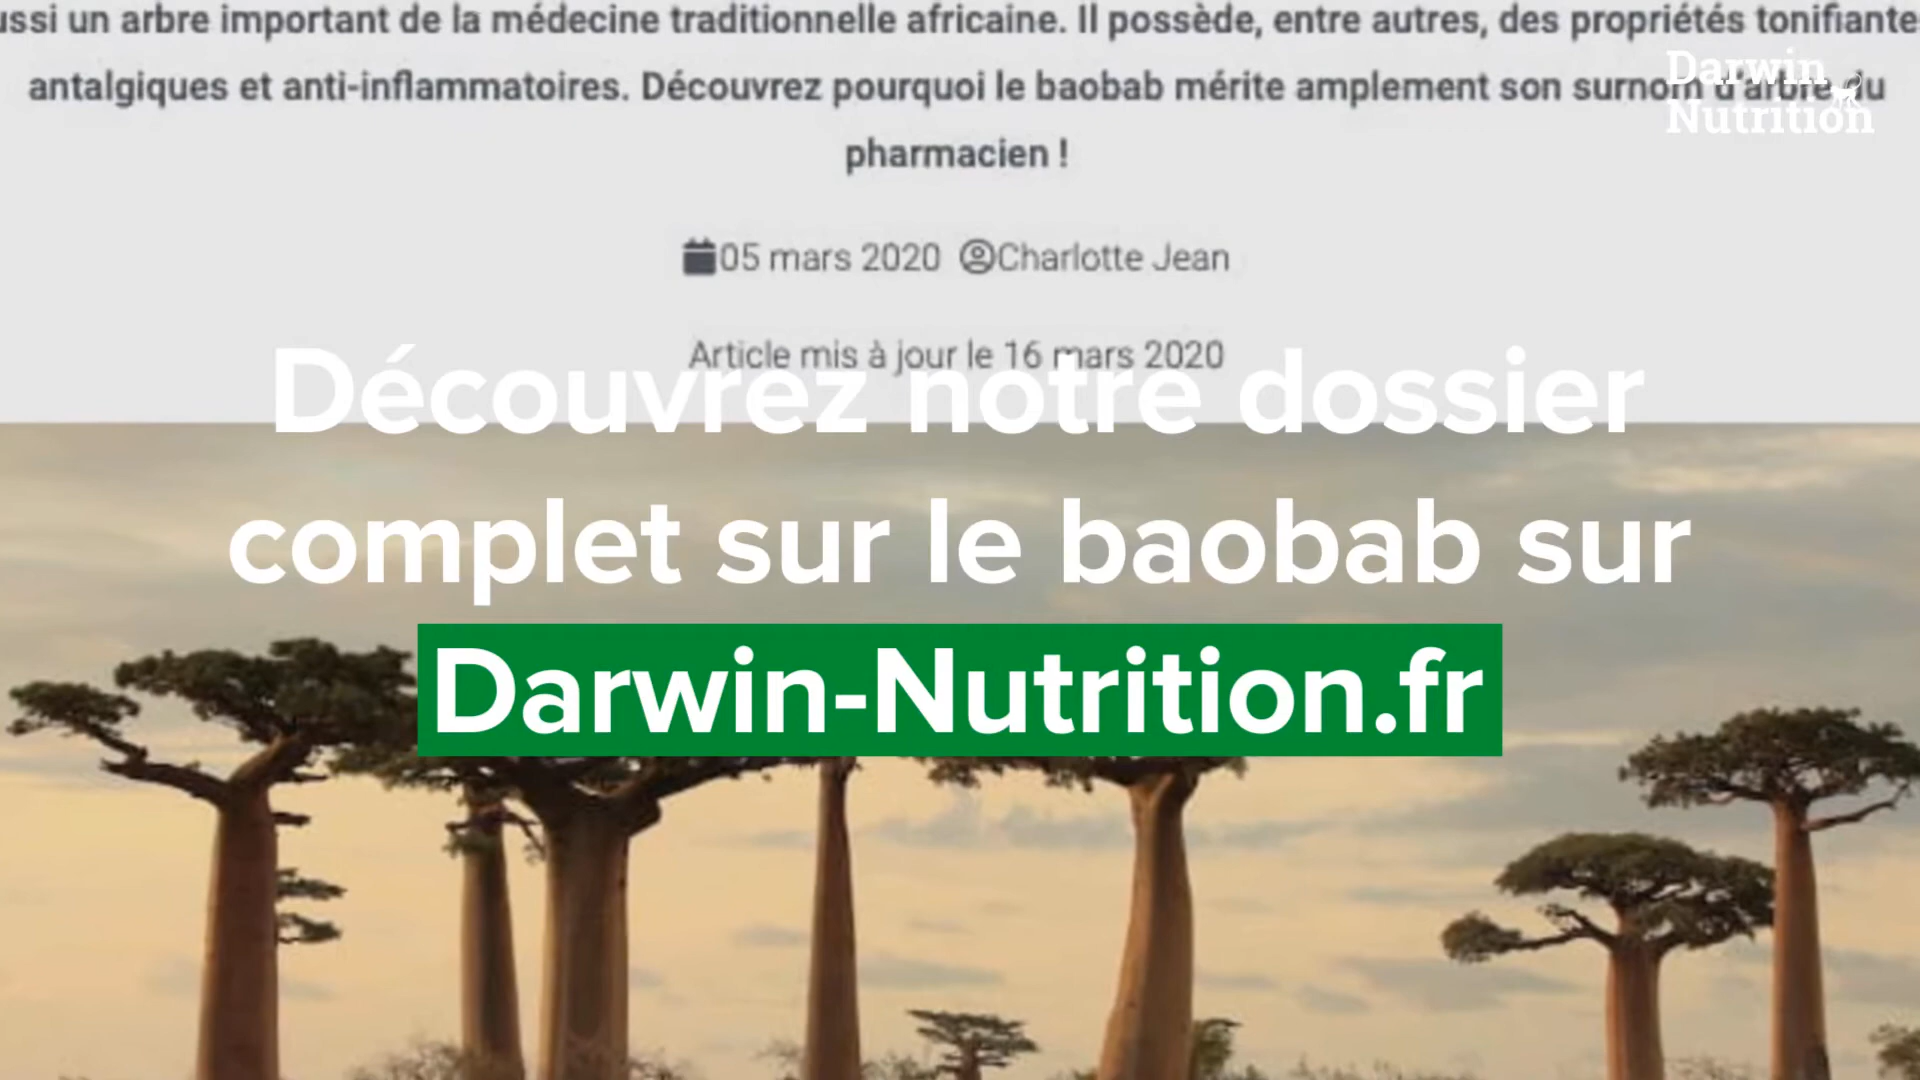 ussi un arbre important de la médecine traditionnelle africaine. Il possède, entre autres, des propriétés tonifiante
antalgiques et anti-inflammatoires. Découvrez pourquoi le baobab mérite amplement son surnom d'arbre du
pharmacien !
Darwin
Nutrition
05 mars 2020 Charlotte Jean
Article mis à jour le 16 mars 2020
Découvrez notre dossier
complet sur le baobab sur
Darwin-Nutrition.fr